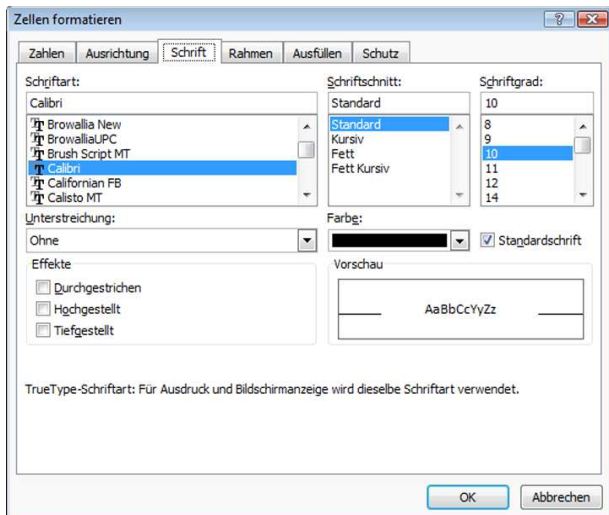 Zellen formatieren
Zahlen Ausrichtung Schrift Rahmen Ausfüllen Schutz
Schriftart: Schriftschnitt: Schriftgrad:
Calibri Standard 10
Browallia New Standard 8
BrowalliaUPC Kursiv 9
Brush Script MT Fett 10
Calibri Fett Kursiv 11
Californian FB 12
Calisto MT 14
Unterstreichung: Farbe:
Ohne Standardschrift
Effekte Vorschau
Durchgestrichen
Hochgestellt AaBbCcYyZz
Tiefgestellt
TrueType-Schriftart: Für Ausdruck und Bildschirmanzeige wird dieselbe Schriftart verwendet.
OK Abbrechen